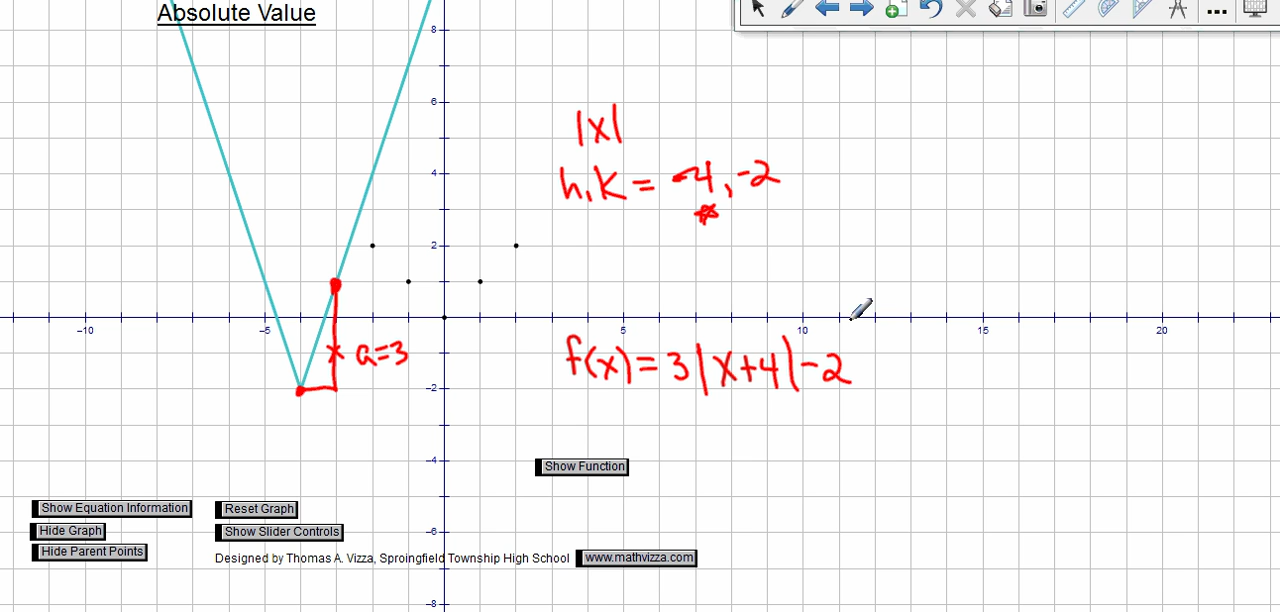 Absolute Value
8
6
|x|
4
h,k = -4, -2
2
-10 -5 5 10 15 20
a=3
f(x) = 3|x+4|-2
-2
-4
Show Function
Show Equation Information Reset Graph
Hide Graph Show Slider Controls
-6
Hide Parent Points
Designed by Thomas A. Vizza, Sproingfield Township High School www.mathvizza.com
-8